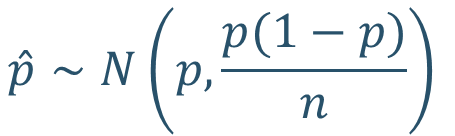 p̂ ~ N(p, p(1 − p)/n)